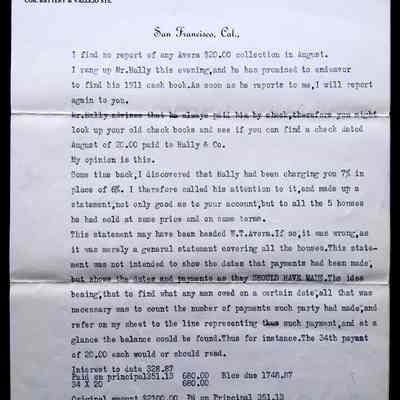 COR. BATTERY & VALLEJO STS.
San Francisco, Cal.,
I find no report of any Avera $20.00 collection in August.
I rang up Mr.Hally this evening,and he has promised to endeavor
to find his 1911 cash book.As soon as he reports to me,I will report
again to you.
Mr.Hally advises that he always paid him by check,therefore you might
look up your old check books and see if you can find a check dated
August of 20.00 paid to Hally & Co.
My opinion is this.
Some time back,I discovered that Hally had been charging you 7% in
place of 6%. I therefore called his attention to it,and made up a
statement,not only good as to your account,but to all the 5 houses
he had sold at same price and on same terms.
This statement may have been headed W.T.Avera.If so,it was wrong,as
it was merely a general statement covering all the houses.This state-
ment was not intended to show the dates that payments had been made,
but shows the dates and payments as they SHOULD HAVE MADE.The idea
being,that to find what any man owed on a certain date,all that was
necessary was to count the number of payments such party had made,and
refer on my sheet to the line representing such payment,and at a
glance the balance could be found.Thus for instance.The 34th paymnt
of 20.00 each would or should read.
Interest to date 328.87
Paid on principal351.13 680.00 Blce due 1748.87
34 X 20 680.00
Original amount $2100.00 Pd on Principal 351.13